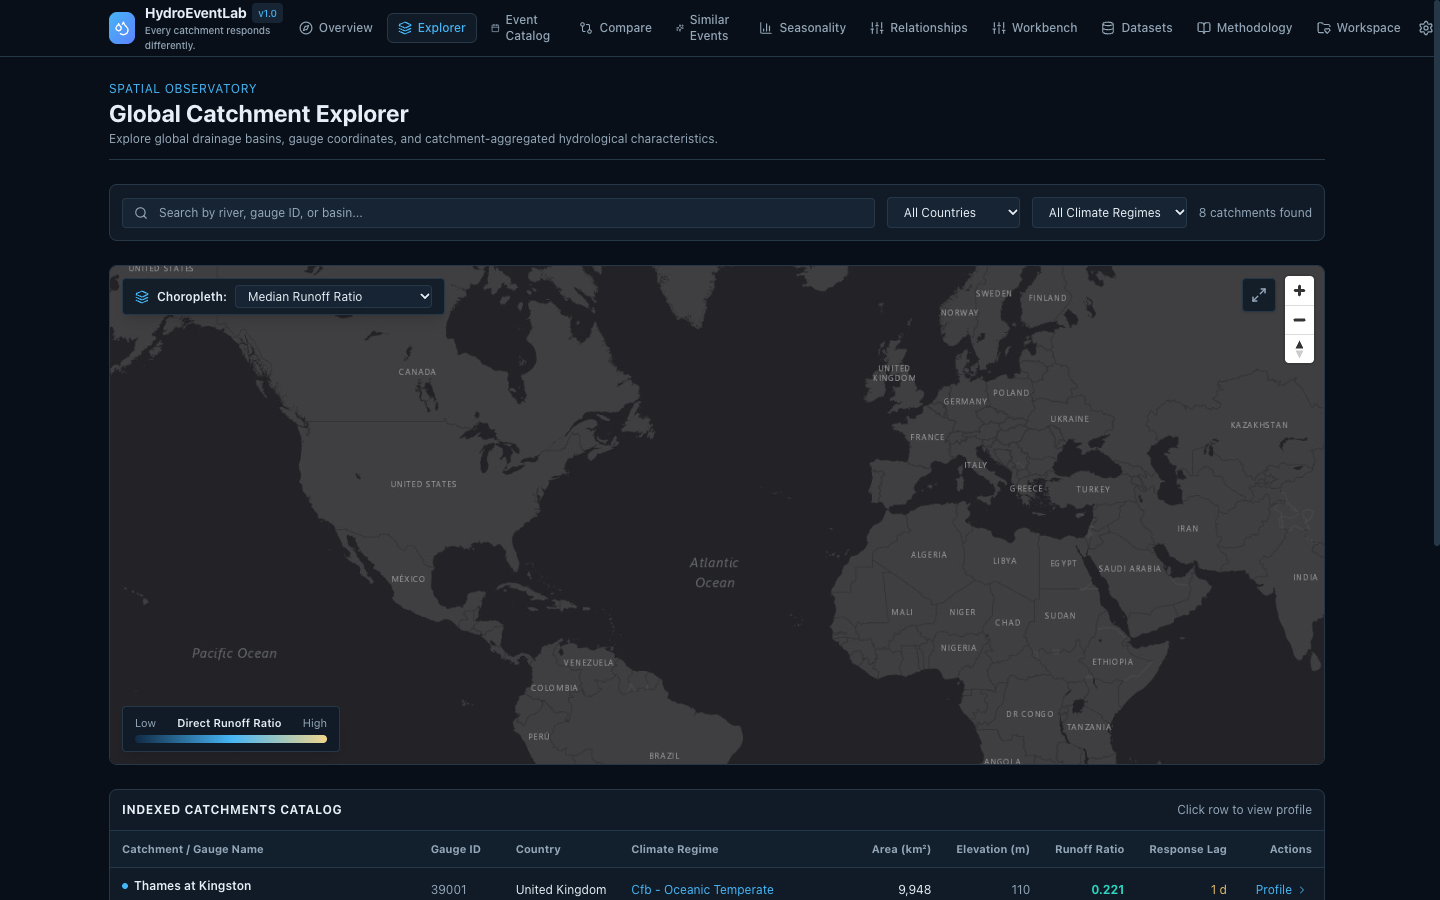 HydroEventLab v1.0
Every catchment responds
differently.
Overview
Explorer
Event
Catalog
Compare
Similar
Events
Seasonality
Relationships
Workbench
Datasets
Methodology
Workspace
SPATIAL OBSERVATORY
Global Catchment Explorer
Explore global drainage basins, gauge coordinates, and catchment-aggregated hydrological characteristics.
Search by river, gauge ID, or basin...
All Countries
All Climate Regimes
8 catchments found
UNITED STATES
Choropleth: Median Runoff Ratio
SWEDEN
FINLAND
NORWAY
CANADA
UNITED
KINGDOM
POLAND
GERMANY
UKRAINE
KAZAKHSTAN
FRANCE
ITALY
UNITED STATES
GREECE
TURKEY
IRAN
ALGERIA
LIBYA
EGYPT
SAUDI ARABIA
Atlantic
Ocean
MÉXICO
INDIA
MALI
NIGER
CHAD
SUDAN
NIGERIA
Pacific Ocean
VENEZUELA
ETHIOPIA
COLOMBIA
DR CONGO
TANZANIA
PERÚ
BRAZIL
ANGOLA
Low Direct Runoff Ratio High
INDEXED CATCHMENTS CATALOG
Click row to view profile
Catchment / Gauge Name Gauge ID Country Climate Regime Area (km²) Elevation (m) Runoff Ratio Response Lag Actions
Thames at Kingston 39001 United Kingdom Cfb - Oceanic Temperate 9,948 110 0.221 1 d Profile